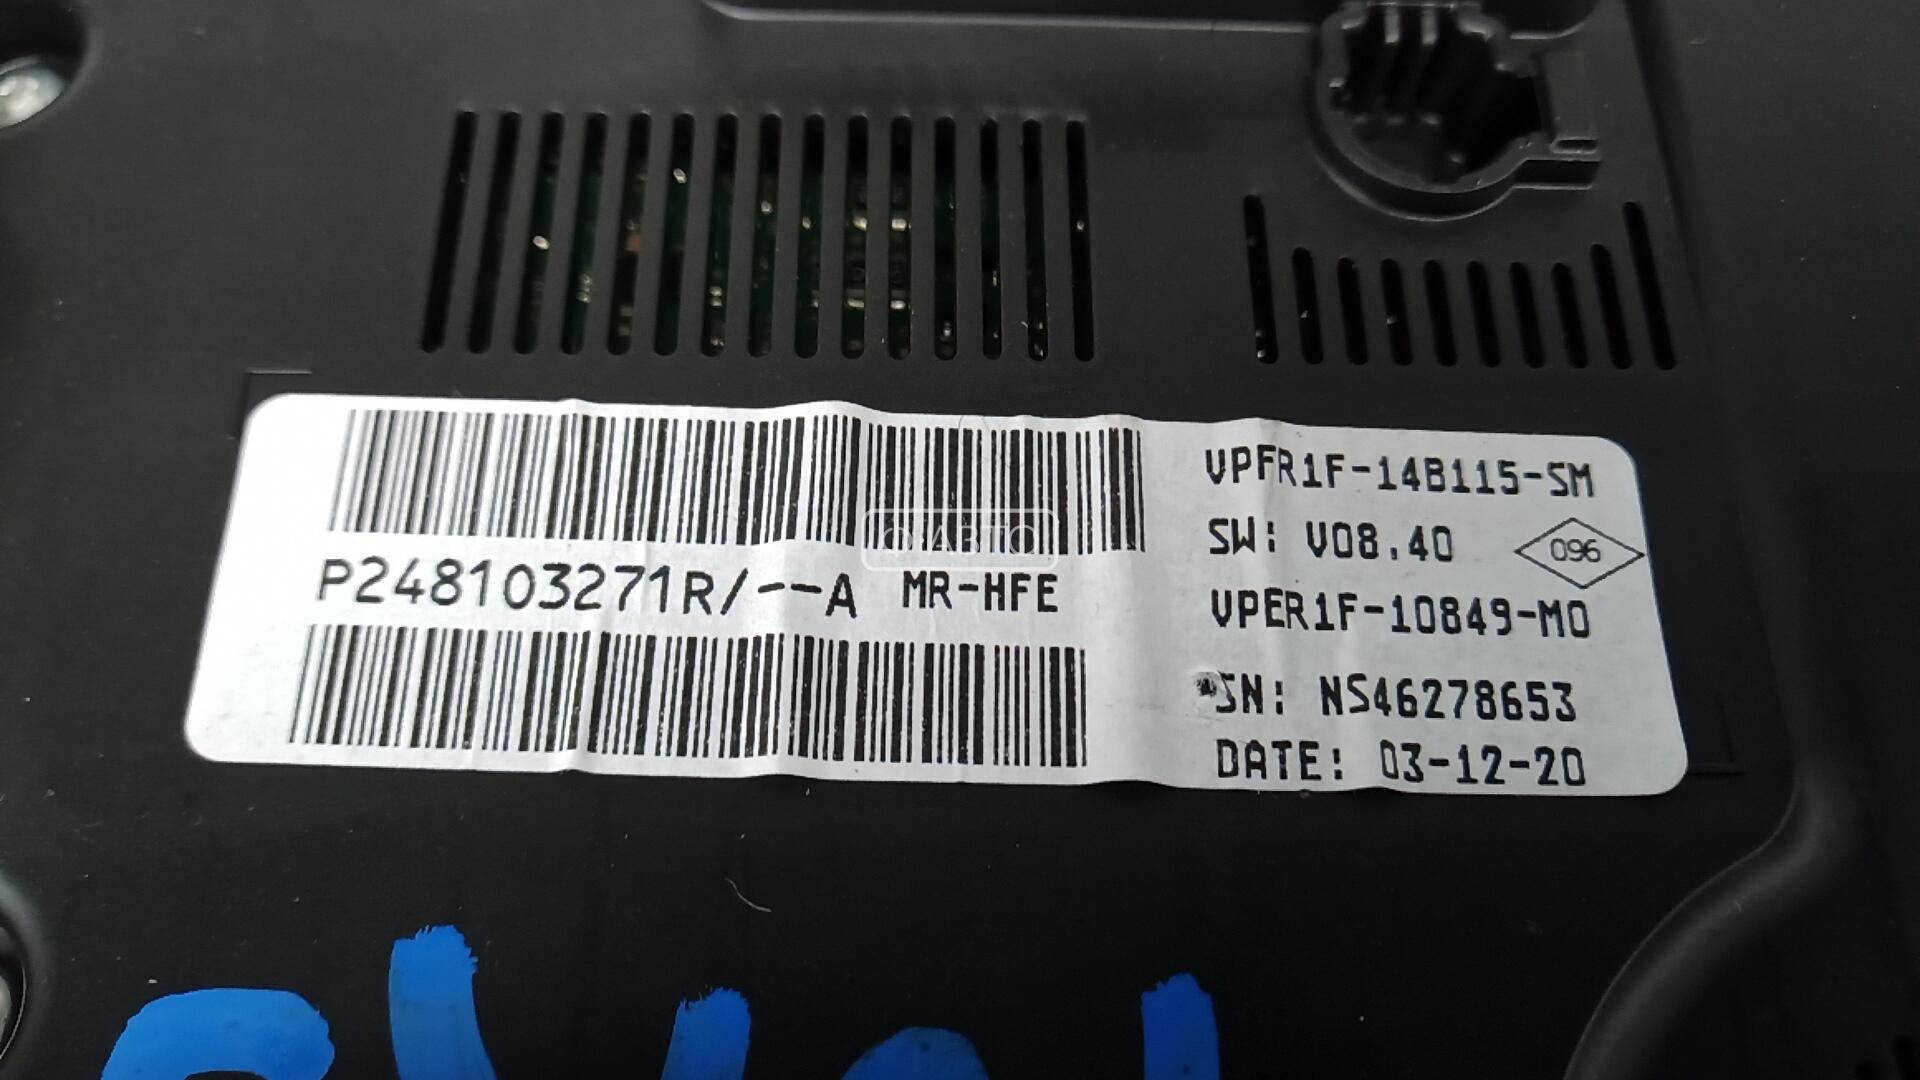 VPFR1F-14B115-SM
SW: V08.40
096
P248103271R/--A MR-HFE
VPER1F-10849-MO
SN: NS46278653
DATE: 03-12-20